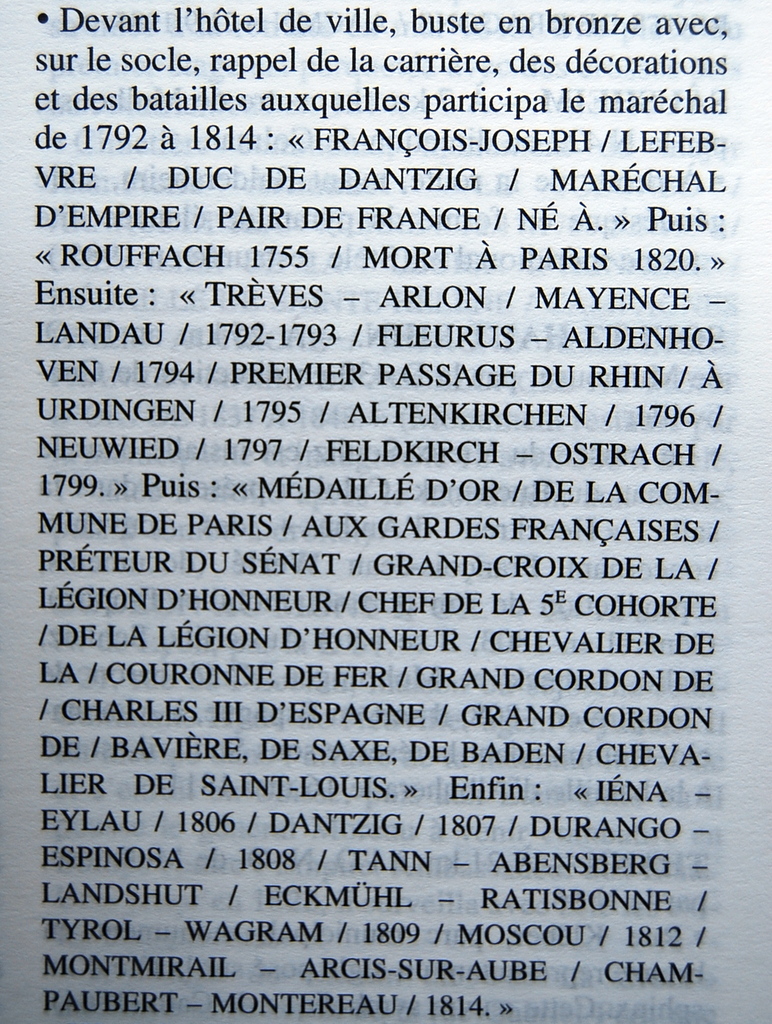 • Devant l'hôtel de ville, buste en bronze avec,
sur le socle, rappel de la carrière, des décorations
et des batailles auxquelles participa le maréchal
de 1792 à 1814 : « FRANÇOIS-JOSEPH / LEFEB-
VRE / DUC DE DANTZIG / MARÉCHAL
D'EMPIRE / PAIR DE FRANCE / NÉ À. » Puis :
« ROUFFACH 1755 / MORT À PARIS 1820. »
Ensuite : « TRÈVES – ARLON / MAYENCE –
LANDAU / 1792-1793 / FLEURUS – ALDENHO-
VEN / 1794 / PREMIER PASSAGE DU RHIN / À
URDINGEN / 1795 / ALTENKIRCHEN / 1796 /
NEUWIED / 1797 / FELDKIRCH – OSTRACH /
1799. » Puis : « MÉDAILLÉ D'OR / DE LA COM-
MUNE DE PARIS / AUX GARDES FRANÇAISES /
PRÉTEUR DU SÉNAT / GRAND-CROIX DE LA /
LÉGION D'HONNEUR / CHEF DE LA 5E COHORTE
/ DE LA LÉGION D'HONNEUR / CHEVALIER DE
LA / COURONNE DE FER / GRAND CORDON DE
/ CHARLES III D'ESPAGNE / GRAND CORDON
DE / BAVIÈRE, DE SAXE, DE BADEN / CHEVA-
LIER DE SAINT-LOUIS. » Enfin : « IÉNA –
EYLAU / 1806 / DANTZIG / 1807 / DURANGO –
ESPINOSA / 1808 / TANN – ABENSBERG –
LANDSHUT / ECKMÜHL – RATISBONNE /
TYROL – WAGRAM / 1809 / MOSCOU / 1812 /
MONTMIRAIL – ARCIS-SUR-AUBE / CHAM-
PAUBERT – MONTEREAU / 1814. »